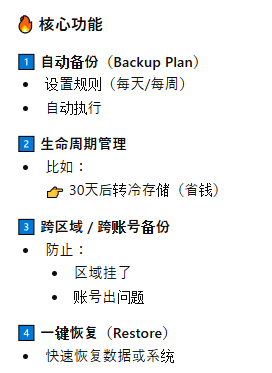 🔥 核心功能
1️⃣ 自动备份（Backup Plan）
• 设置规则（每天/每周）
• 自动执行
2️⃣ 生命周期管理
• 比如：
👉 30天后转冷存储（省钱）
3️⃣ 跨区域 / 跨账号备份
• 防止：
• 区域挂了
• 账号出问题
4️⃣ 一键恢复（Restore）
• 快速恢复数据或系统